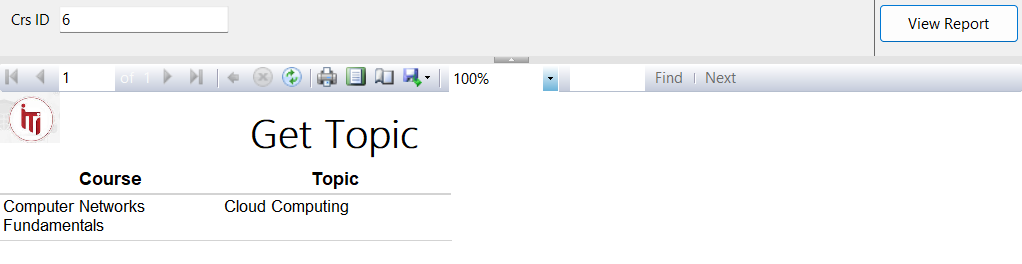 Crs ID 6 View Report
1 of 1 100% Find Next
iTi
Get Topic
Course Topic
Computer Networks Cloud Computing
Fundamentals